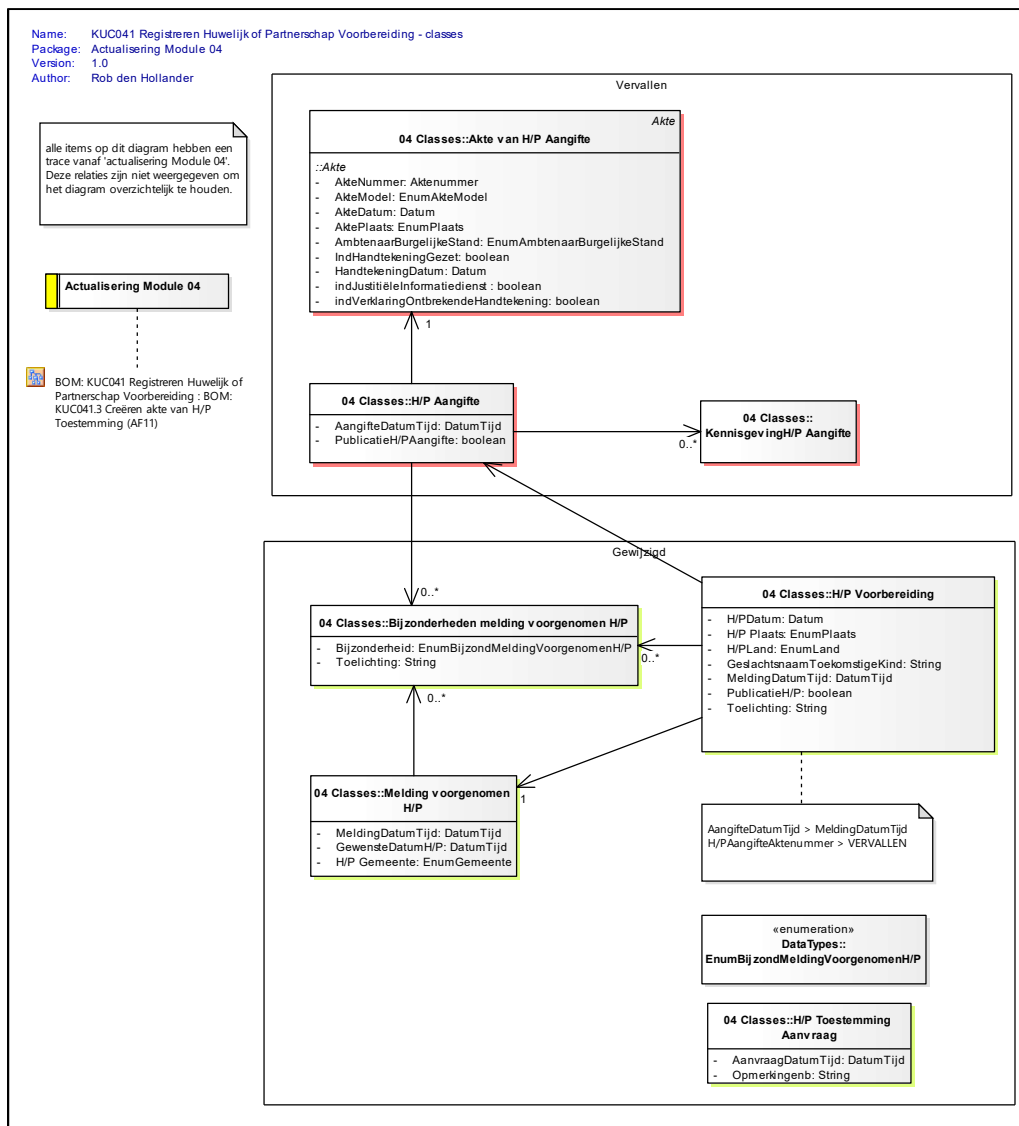 Name: KUC041 Registreren Huwelijk of Partnerschap Voorbereiding - classes
Package: Actualisering Module 04
Version: 1.0
Author: Rob den Hollander
Vervallen
alle items op dit diagram hebben een
trace vanaf 'actualisering Module 04'.
Deze relaties zijn niet weergegeven om
het diagram overzichtelijk te houden.
Actualisering Module 04
BOM: KUC041 Registreren Huwelijk of
Partnerschap Voorbereiding : BOM:
KUC041.3 Creëren akte van H/P
Toestemming (AF11)
Akte
04 Classes::Akte van H/P Aangifte
::Akte
- AkteNummer: Aktenummer
- AkteModel: EnumAkteModel
- AkteDatum: Datum
- AktePlaats: EnumPlaats
- AmbtenaarBurgelijkeStand: EnumAmbtenaarBurgelijkeStand
- IndHandtekeningGezet: boolean
- HandtekeningDatum: Datum
- indJustitiëleInformatiedienst : boolean
- indVerklaringOntbrekendeHandtekening: boolean
1
04 Classes::H/P Aangifte
- AangifteDatumTijd: DatumTijd
- PublicatieH/PAangifte: boolean
0..*
04 Classes::
KennisgevingH/P Aangifte
Gewijzigd
0..*
04 Classes::Bijzonderheden melding voorgenomen H/P
- Bijzonderheid: EnumBijzondMeldingVoorgenomenH/P
- Toelichting: String
0..*
0..*
04 Classes::H/P Voorbereiding
- H/PDatum: Datum
- H/P Plaats: EnumPlaats
- H/PLand: EnumLand
- GeslachtsnaamToekomstigeKind: String
- MeldingDatumTijd: DatumTijd
- PublicatieH/P: boolean
- Toelichting: String
04 Classes::Melding voorgenomen
H/P
- MeldingDatumTijd: DatumTijd
- GewensteDatumH/P: DatumTijd
- H/P Gemeente: EnumGemeente
1
AangifteDatumTijd > MeldingDatumTijd
H/PAangifteAktenummer > VERVALLEN
«enumeration»
DataTypes::
EnumBijzondMeldingVoorgenomenH/P
04 Classes::H/P Toestemming
Aanvraag
- AanvraagDatumTijd: DatumTijd
- Opmerkingenb: String